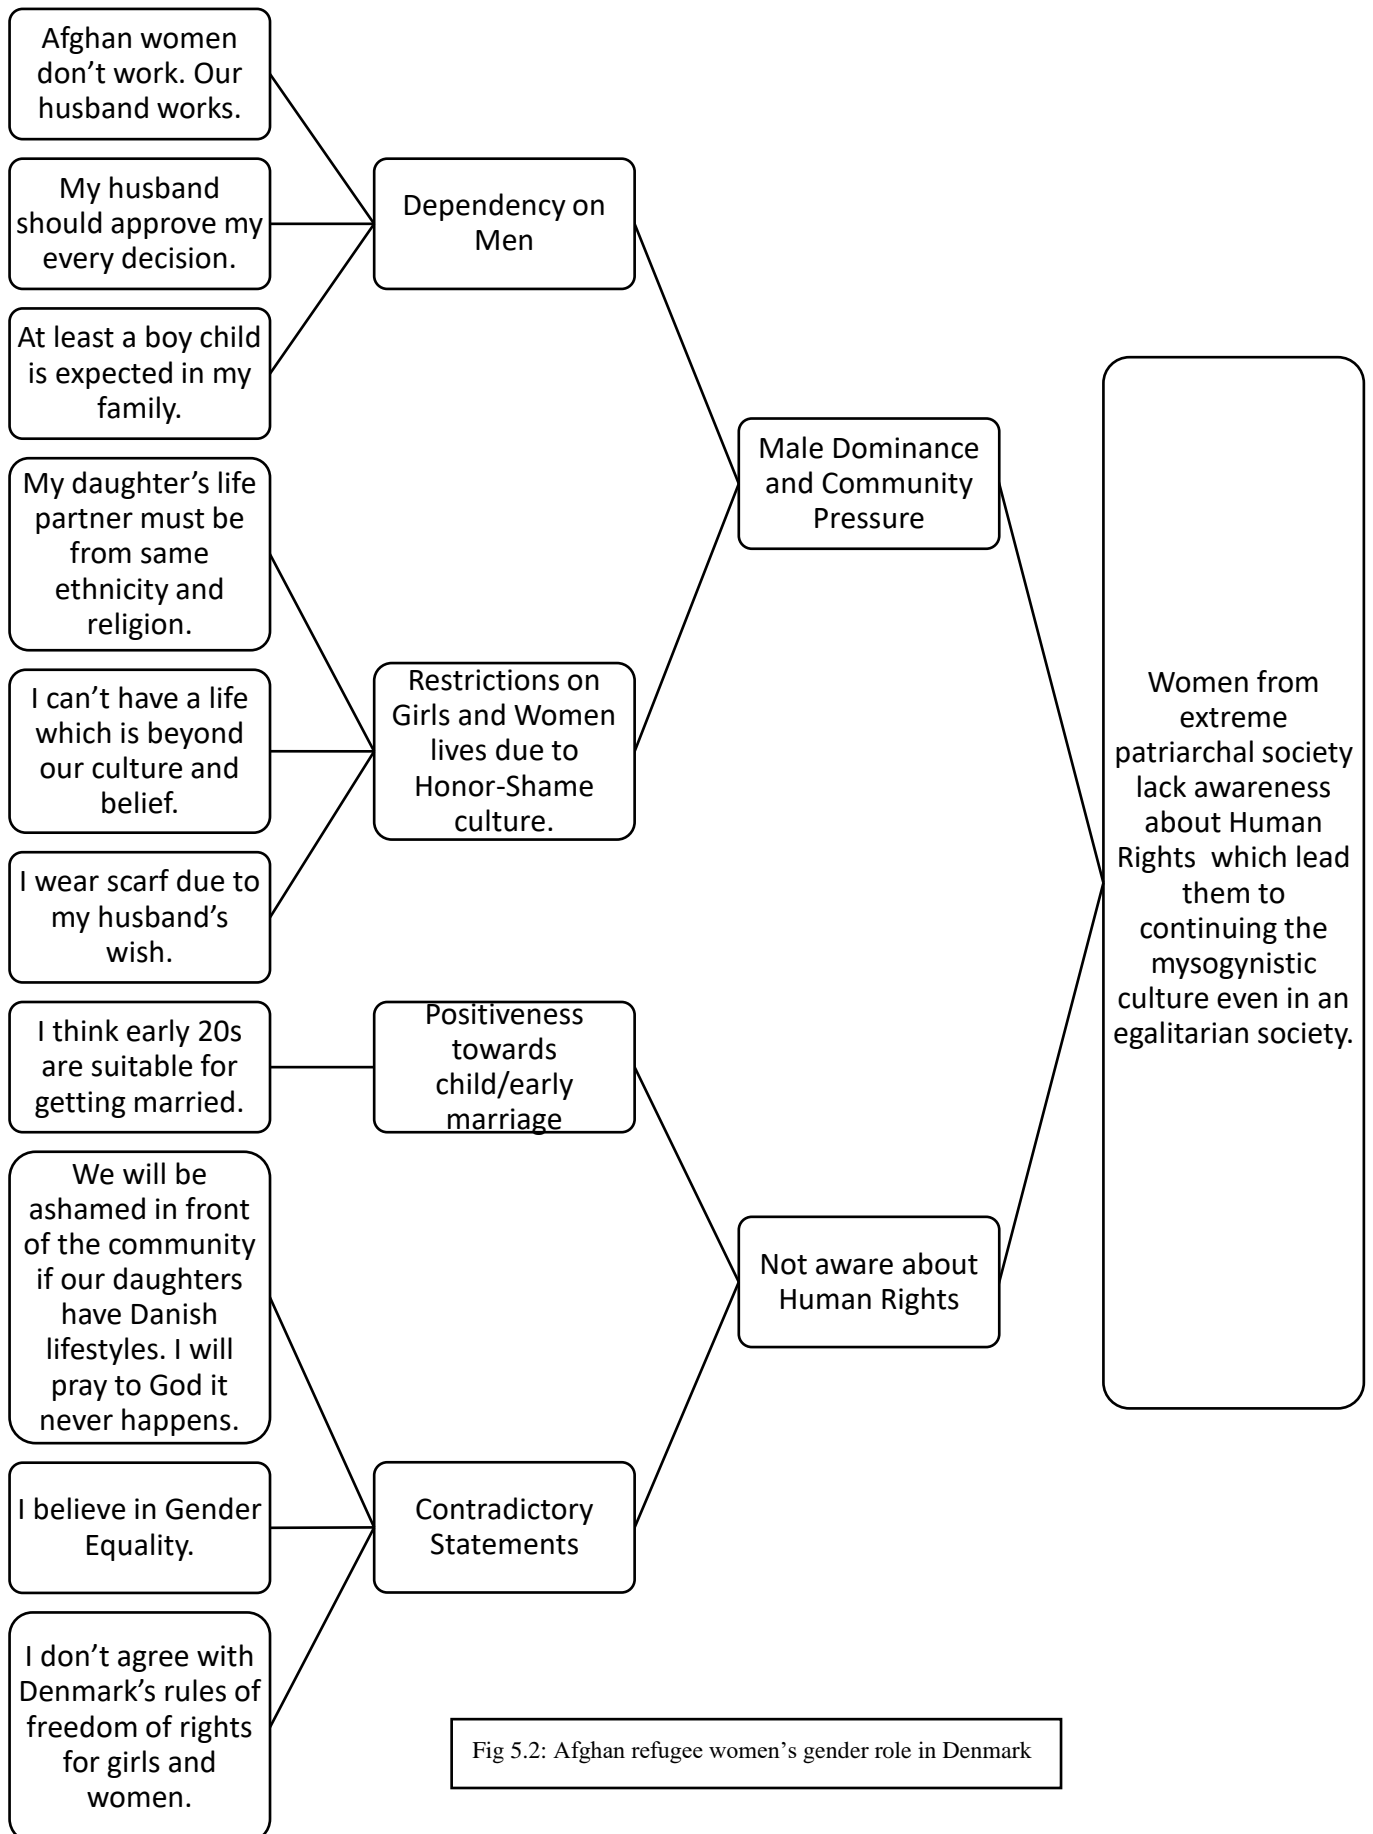 Afghan women
don’t work. Our
husband works.
My husband
should approve my
every decision.
At least a boy child
is expected in my
family.
My daughter’s life
partner must be
from same
ethnicity and
religion.
I can’t have a life
which is beyond
our culture and
belief.
I wear scarf due to
my husband’s
wish.
I think early 20s
are suitable for
getting married.
We will be
ashamed in front
of the community
if our daughters
have Danish
lifestyles. I will
pray to God it
never happens.
I believe in Gender
Equality.
I don’t agree with
Denmark’s rules of
freedom of rights
for girls and
women.
Dependency on
Men
Restrictions on
Girls and Women
lives due to
Honor-Shame
culture.
Positiveness
towards
child/early
marriage
Contradictory
Statements
Male Dominance
and Community
Pressure
Not aware about
Human Rights
Women from
extreme
patriarchal society
lack awareness
about Human
Rights which lead
them to
continuing the
mysogynistic
culture even in an
egalitarian society.
Fig 5.2: Afghan refugee women’s gender role in Denmark